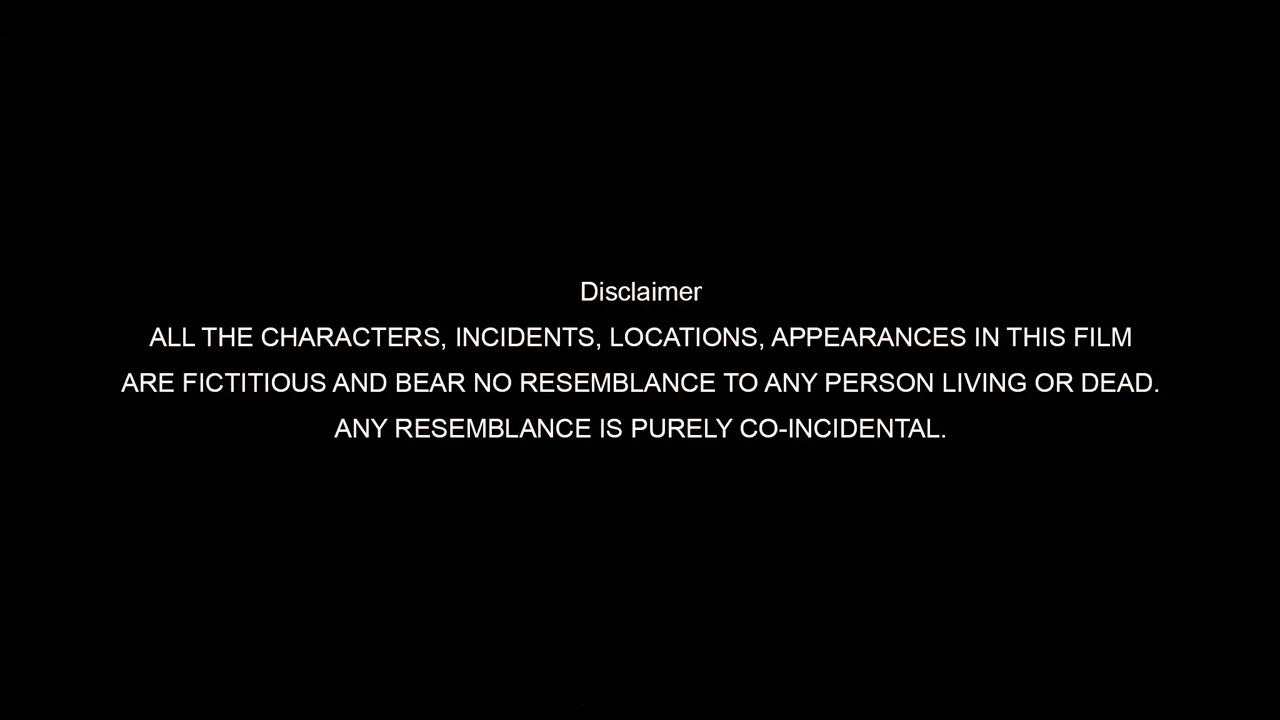 Disclaimer
ALL THE CHARACTERS, INCIDENTS, LOCATIONS, APPEARANCES IN THIS FILM
ARE FICTITIOUS AND BEAR NO RESEMBLANCE TO ANY PERSON LIVING OR DEAD.
ANY RESEMBLANCE IS PURELY CO-INCIDENTAL.